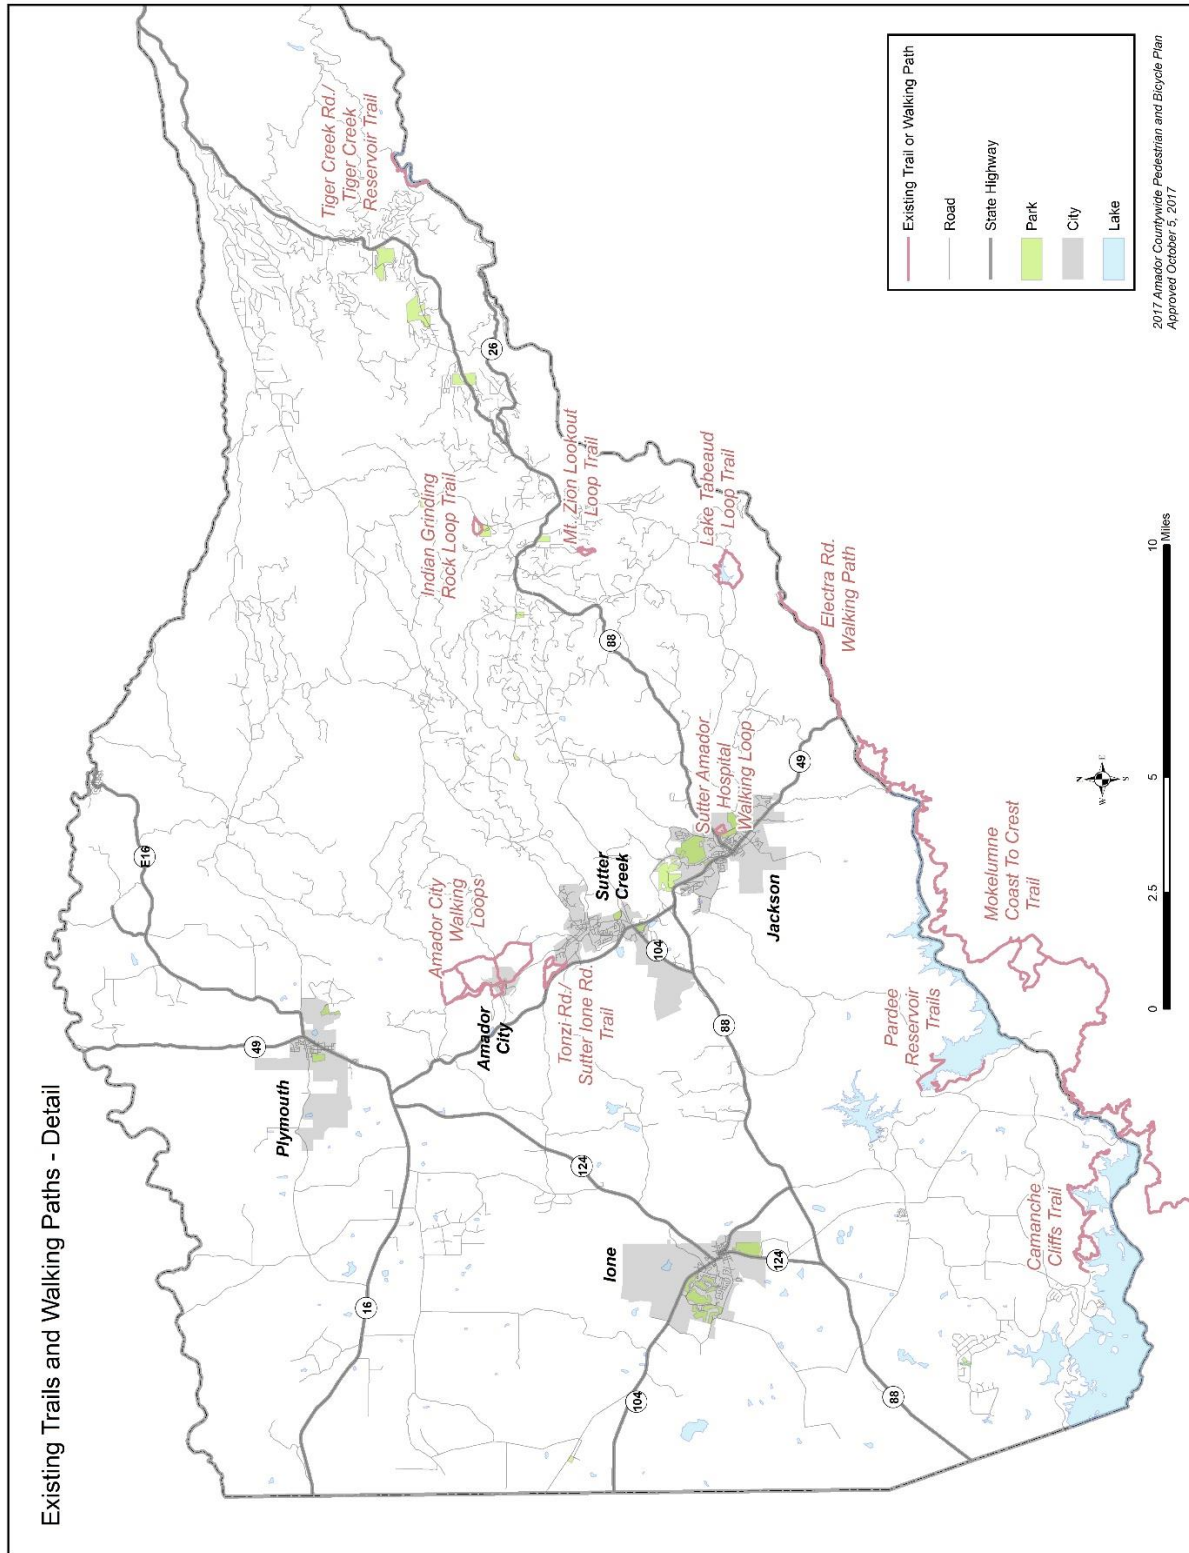 Existing Trails and Walking Paths - Detail
Tiger Creek Rd./
Tiger Creek
Reservoir Trail
Indian Grinding
Rock Loop Trail
Mt. Zion Lookout
Loop Trail
Lake Tabeaud
Loop Trail
Electra Rd.
Walking Path
Amador City
Walking
Loops
Sutter Amador
Hospital
Walking Loop
Tonzi Rd./
Sutter Ione Rd.
Trail
Mokelumne
Coast To Crest
Trail
Pardee
Reservoir
Trails
Camanche
Cliffs Trail
Plymouth
Amador
City
Sutter
Creek
Jackson
Ione
E16
49
16
124
104
88
124
88
104
49
88
26
Existing Trail or Walking Path
Road
State Highway
Park
City
Lake
N
W
E
S
0
2.5
5
10
Miles
2017 Amador Countywide Pedestrian and Bicycle Plan
Approved October 5, 2017